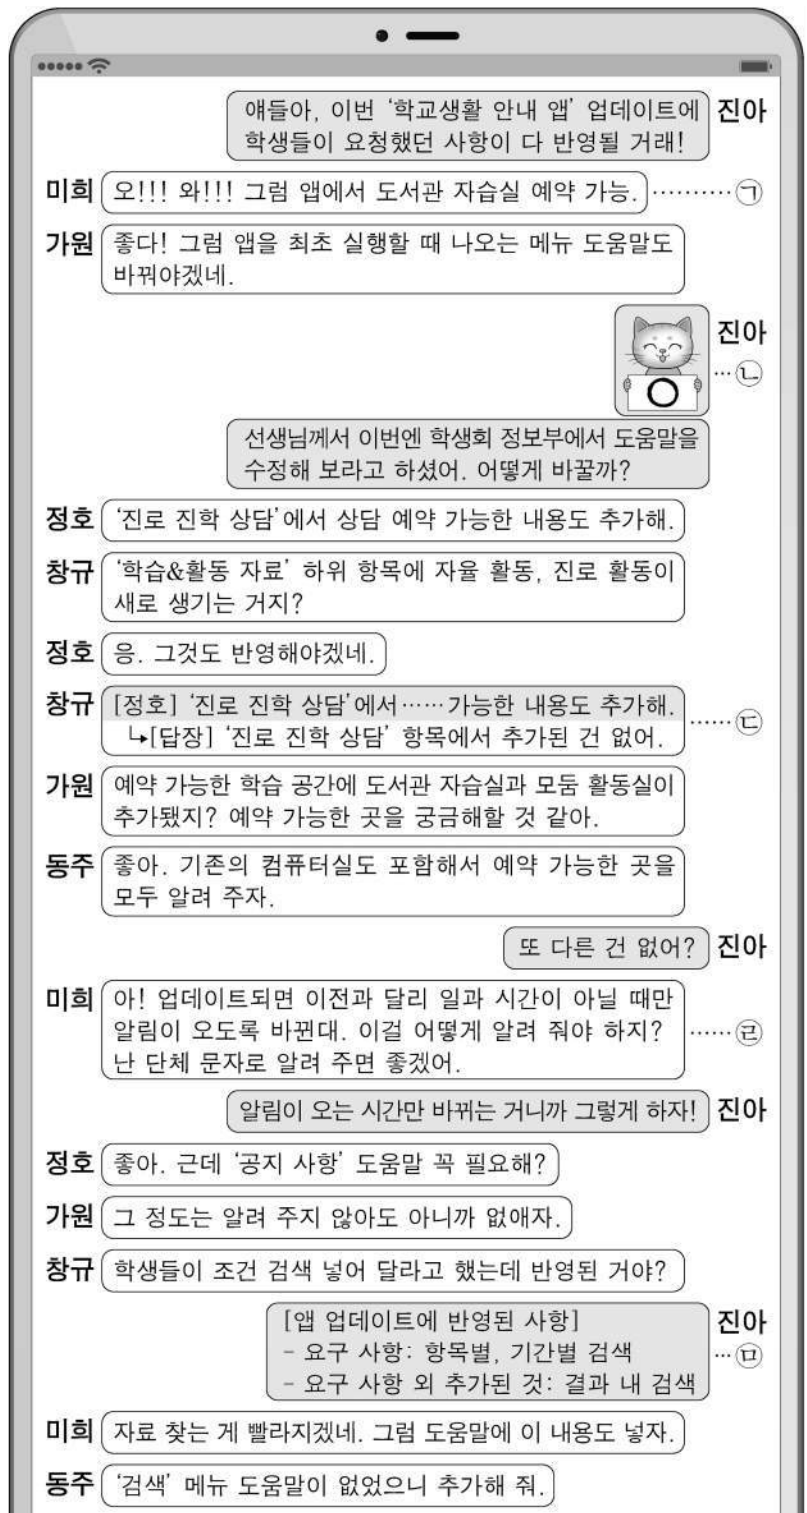 얘들아, 이번 ‘학교생활 안내 앱’ 업데이트에 진아
학생들이 요청했던 사항이 다 반영될 거래!
미희 오!!! 와!!! 그럼 앱에서 도서관 자습실 예약 가능. ·········· ㉠
가원 좋다! 그럼 앱을 최초 실행할 때 나오는 메뉴 도움말도
바꿔야겠네.
진아
··· ㉡
선생님께서 이번엔 학생회 정보부에서 도움말을
수정해 보라고 하셨어. 어떻게 바꿀까?
정호 ‘진로 진학 상담’에서 상담 예약 가능한 내용도 추가해.
창규 ‘학습&활동 자료’ 하위 항목에 자율 활동, 진로 활동이
새로 생기는 거지?
정호 응. 그것도 반영해야겠네.
창규 [정호] ‘진로 진학 상담’에서……가능한 내용도 추가해.
↳[답장] ‘진로 진학 상담’ 항목에서 추가된 건 없어. ······ ㉢
가원 예약 가능한 학습 공간에 도서관 자습실과 모둠 활동실이
추가됐지? 예약 가능한 곳을 궁금해할 것 같아.
동주 좋아. 기존의 컴퓨터실도 포함해서 예약 가능한 곳을
모두 알려 주자.
또 다른 건 없어? 진아
미희 아! 업데이트되면 이전과 달리 일과 시간이 아닐 때만
알림이 오도록 바뀐대. 이걸 어떻게 알려 줘야 하지? ······ ㉣
난 단체 문자로 알려 주면 좋겠어.
알림이 오는 시간만 바뀌는 거니까 그렇게 하자! 진아
정호 좋아. 근데 ‘공지 사항’ 도움말 꼭 필요해?
가원 그 정도는 알려 주지 않아도 아니까 없애자.
창규 학생들이 조건 검색 넣어 달라고 했는데 반영된 거야?
[앱 업데이트에 반영된 사항] 진아
- 요구 사항: 항목별, 기간별 검색 ··· ㉤
- 요구 사항 외 추가된 것: 결과 내 검색
미희 자료 찾는 게 빨라지겠네. 그럼 도움말에 이 내용도 넣자.
동주 ‘검색’ 메뉴 도움말이 없었으니 추가해 줘.